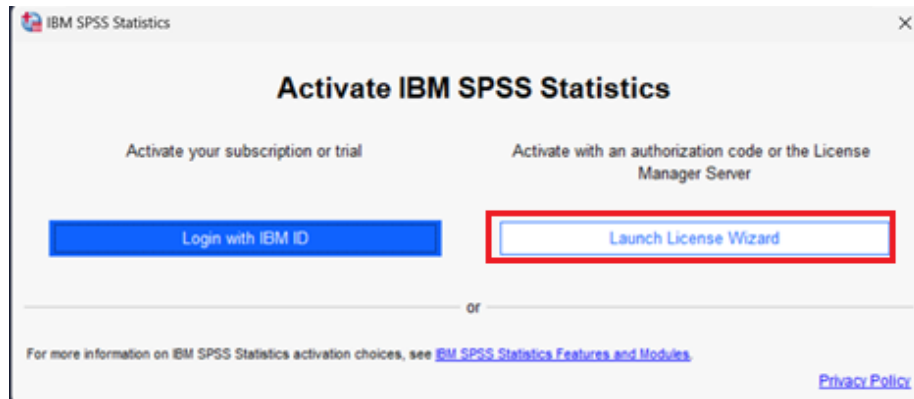 IBM SPSS Statistics
Activate IBM SPSS Statistics
Activate your subscription or trial
Activate with an authorization code or the License
Manager Server
Login with IBM ID
Launch License Wizard
or
For more information on IBM SPSS Statistics activation choices, see IBM SPSS Statistics Features and Modules.
Privacy Policy